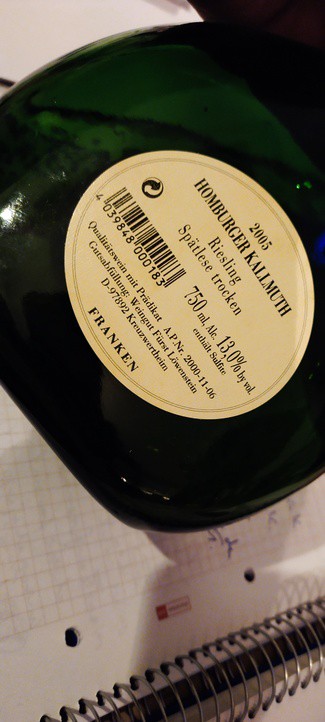 2005
HOMBURGER KALLMUTH
Riesling
Spätlese trocken
750 ml. Alc. 13,0% by vol.
enthält Sulfite
4 039848 000183
Qualitätswein mit Prädikat A.P.Nr. 2000-11-06
Gutsabfüllung: Weingut Fürst Löwenstein
D-97892 Kreuzwertheim
FRANKEN